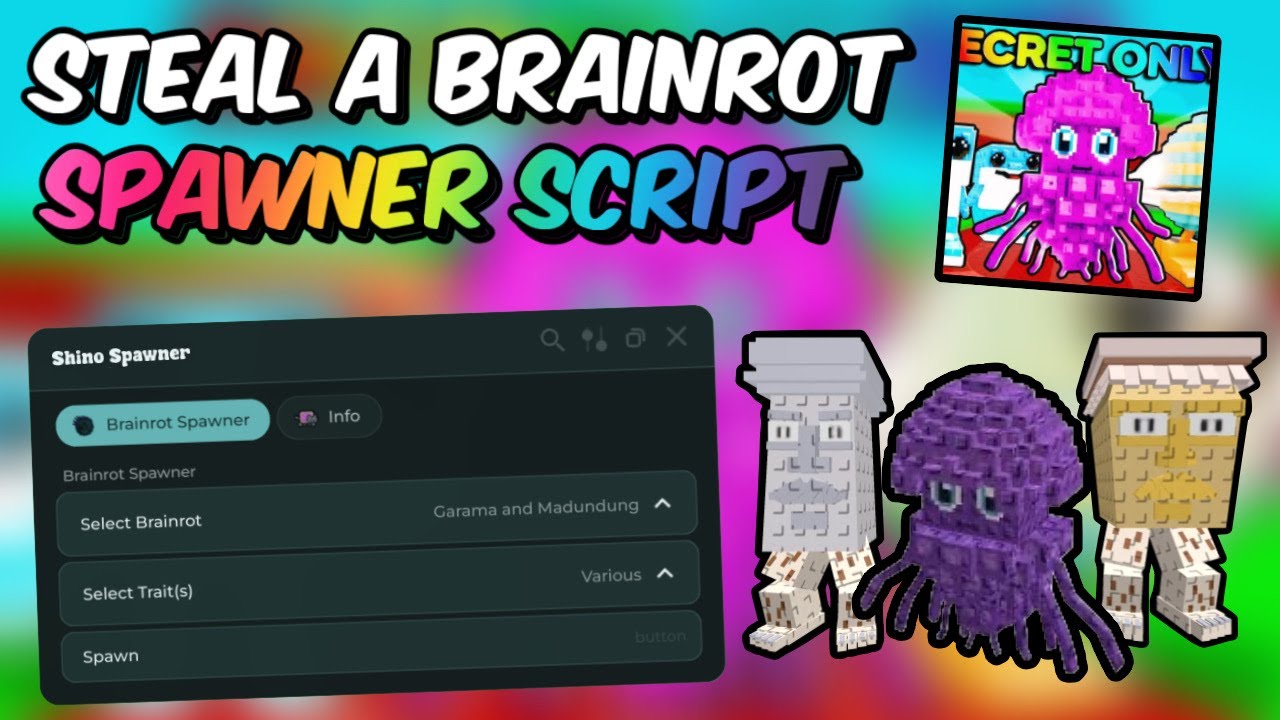 STEAL A BRAINROT
SPAWNER SCRIPT
ECRET ONLY
Shino Spawner
Brainrot Spawner
Info
Brainrot Spawner
Select Brainrot
Garama and Madundung
Select Trait(s)
Various
Spawn
button